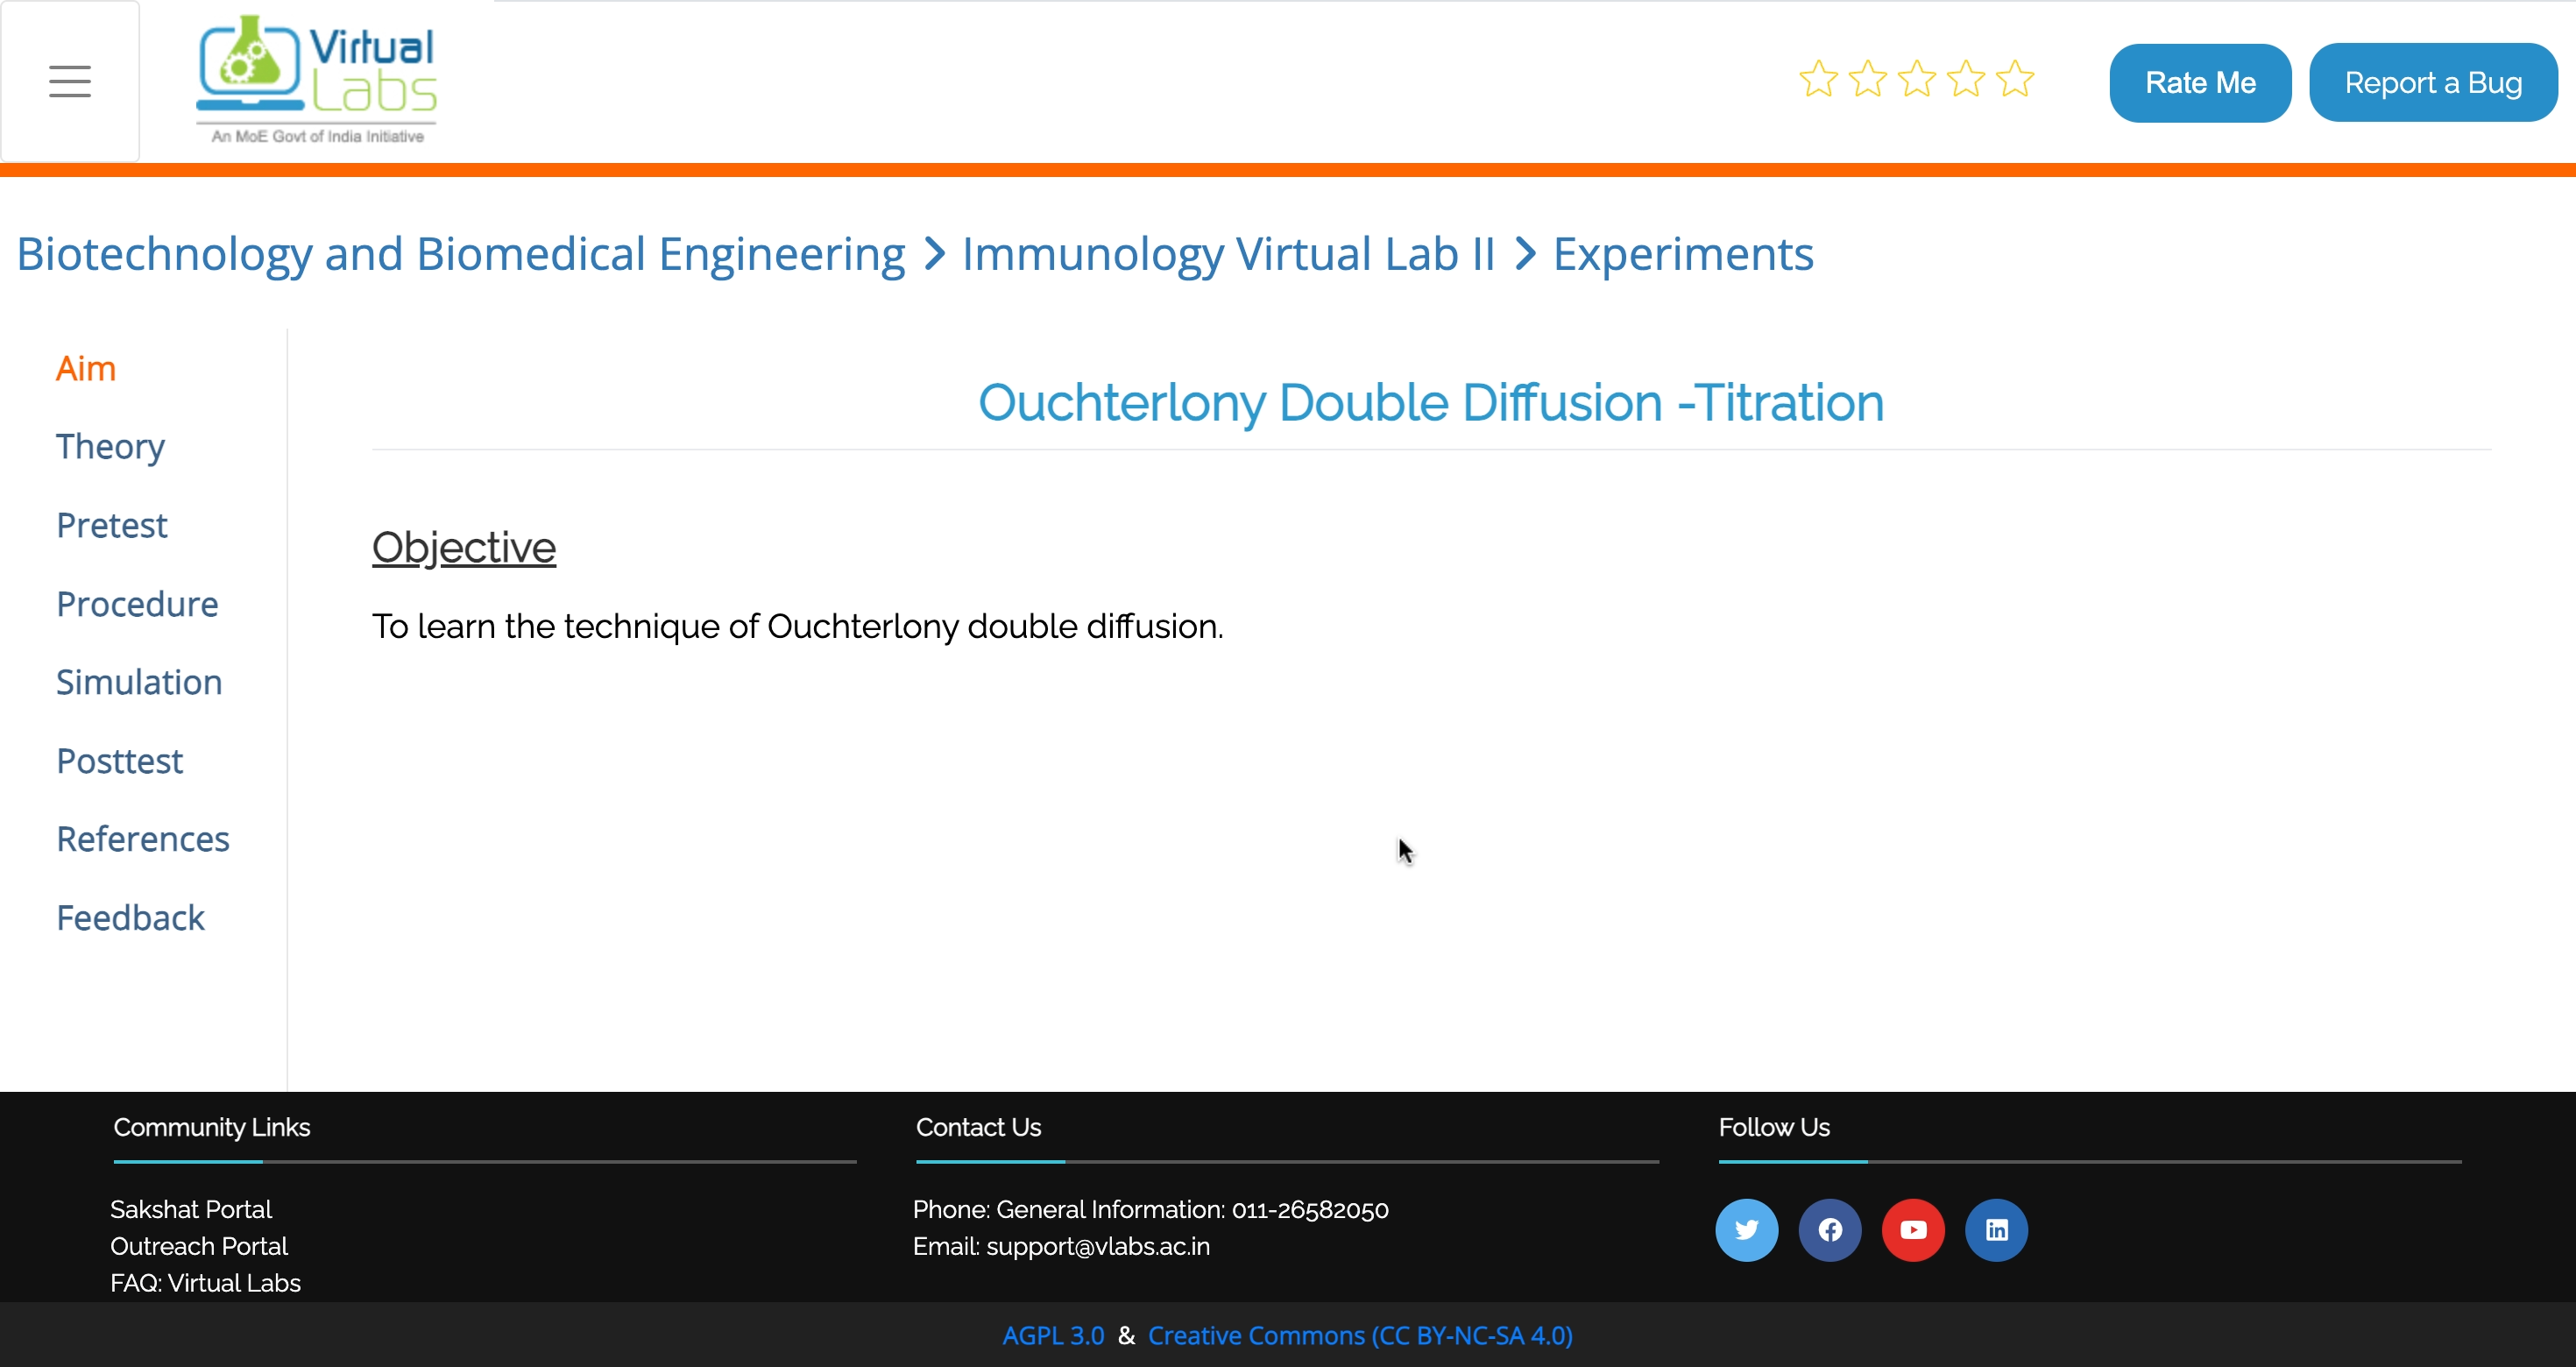 Virtual
Labs
An MoE Govt of India Initiative
Rate Me
Report a Bug
Biotechnology and Biomedical Engineering > Immunology Virtual Lab II > Experiments
Aim
Theory
Pretest
Procedure
Simulation
Posttest
References
Feedback
Ouchterlony Double Diffusion -Titration
Objective
To learn the technique of Ouchterlony double diffusion.
Community Links
Sakshat Portal
Outreach Portal
FAQ: Virtual Labs
Contact Us
Phone: General Information: 011-26582050
Email: support@vlabs.ac.in
Follow Us
AGPL 3.0 & Creative Commons (CC BY-NC-SA 4.0)